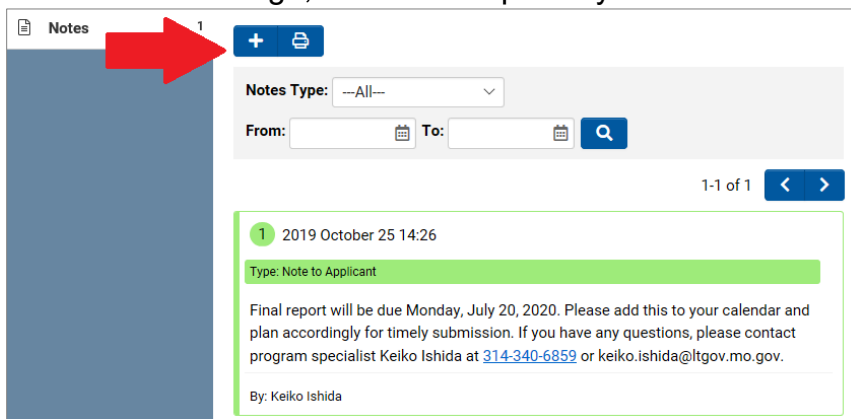 Notes 1
Notes Type: ---All---
From: To:
1-1 of 1
1 2019 October 25 14:26
Type: Note to Applicant
Final report will be due Monday, July 20, 2020. Please add this to your calendar and
plan accordingly for timely submission. If you have any questions, please contact
program specialist Keiko Ishida at 314-340-6859 or keiko.ishida@ltgov.mo.gov.
By: Keiko Ishida